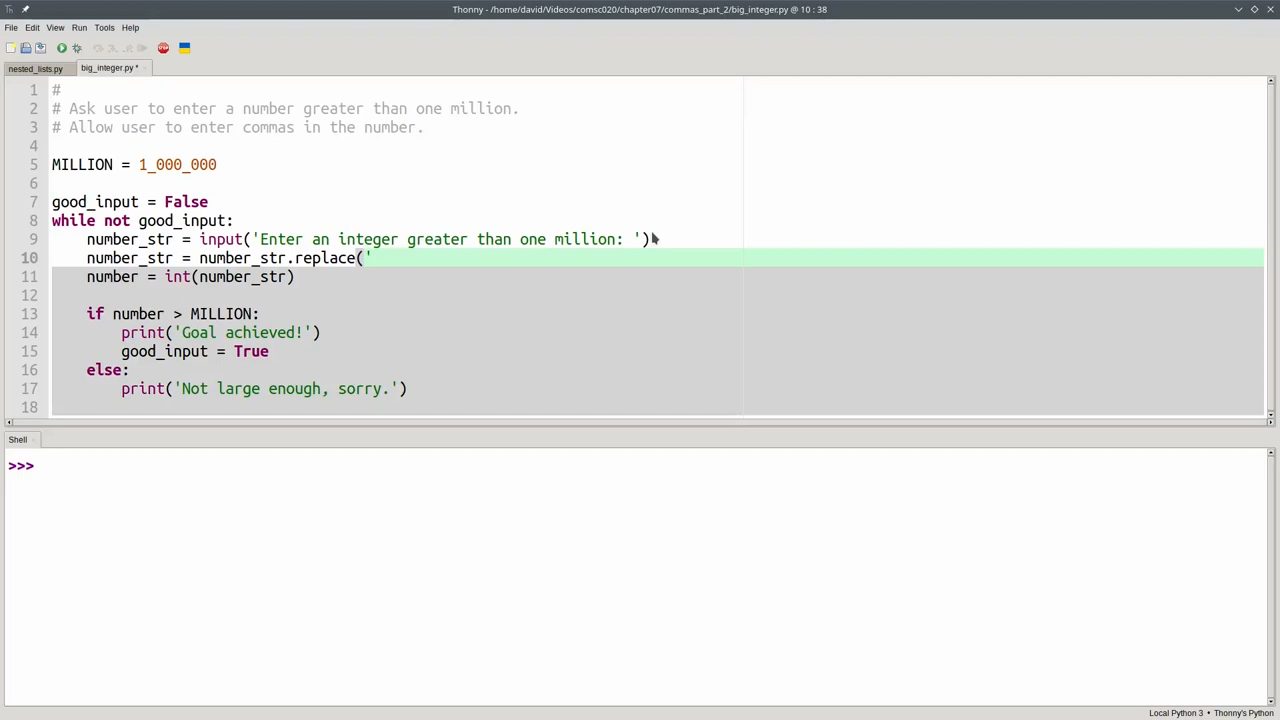 Thonny - /home/david/Videos/comsc020/chapter07/commas_part_2/big_integer.py @ 10 : 38
File Edit View Run Tools Help
nested_lists.py big_integer.py *
1 #
2 # Ask user to enter a number greater than one million.
3 # Allow user to enter commas in the number.
4
5 MILLION = 1_000_000
6
7 good_input = False
8 while not good_input:
9     number_str = input('Enter an integer greater than one million: ')
10     number_str = number_str.replace('
11     number = int(number_str)
12
13     if number > MILLION:
14         print('Goal achieved!')
15         good_input = True
16     else:
17         print('Not large enough, sorry.')
18
Shell
>>>
Local Python 3 • Thonny's Python